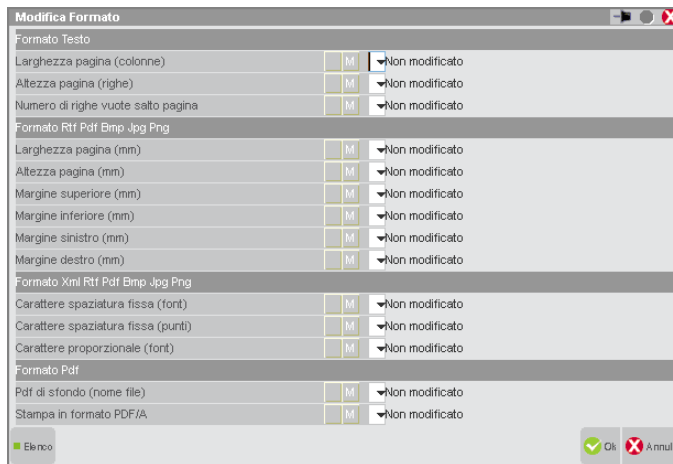 Modifica Formato
Formato Testo
Larghezza pagina (colonne) M Non modificato
Altezza pagina (righe) M Non modificato
Numero di righe vuote salto pagina M Non modificato
Formato Rtf Pdf Bmp Jpg Png
Larghezza pagina (mm) M Non modificato
Altezza pagina (mm) M Non modificato
Margine superiore (mm) M Non modificato
Margine inferiore (mm) M Non modificato
Margine sinistro (mm) M Non modificato
Margine destro (mm) M Non modificato
Formato Xml Rtf Pdf Bmp Jpg Png
Carattere spaziatura fissa (font) M Non modificato
Carattere spaziatura fissa (punti) M Non modificato
Carattere proporzionale (font) M Non modificato
Formato Pdf
Pdf di sfondo (nome file) M Non modificato
Stampa in formato PDF/A M Non modificato
Elenco Ok Annul